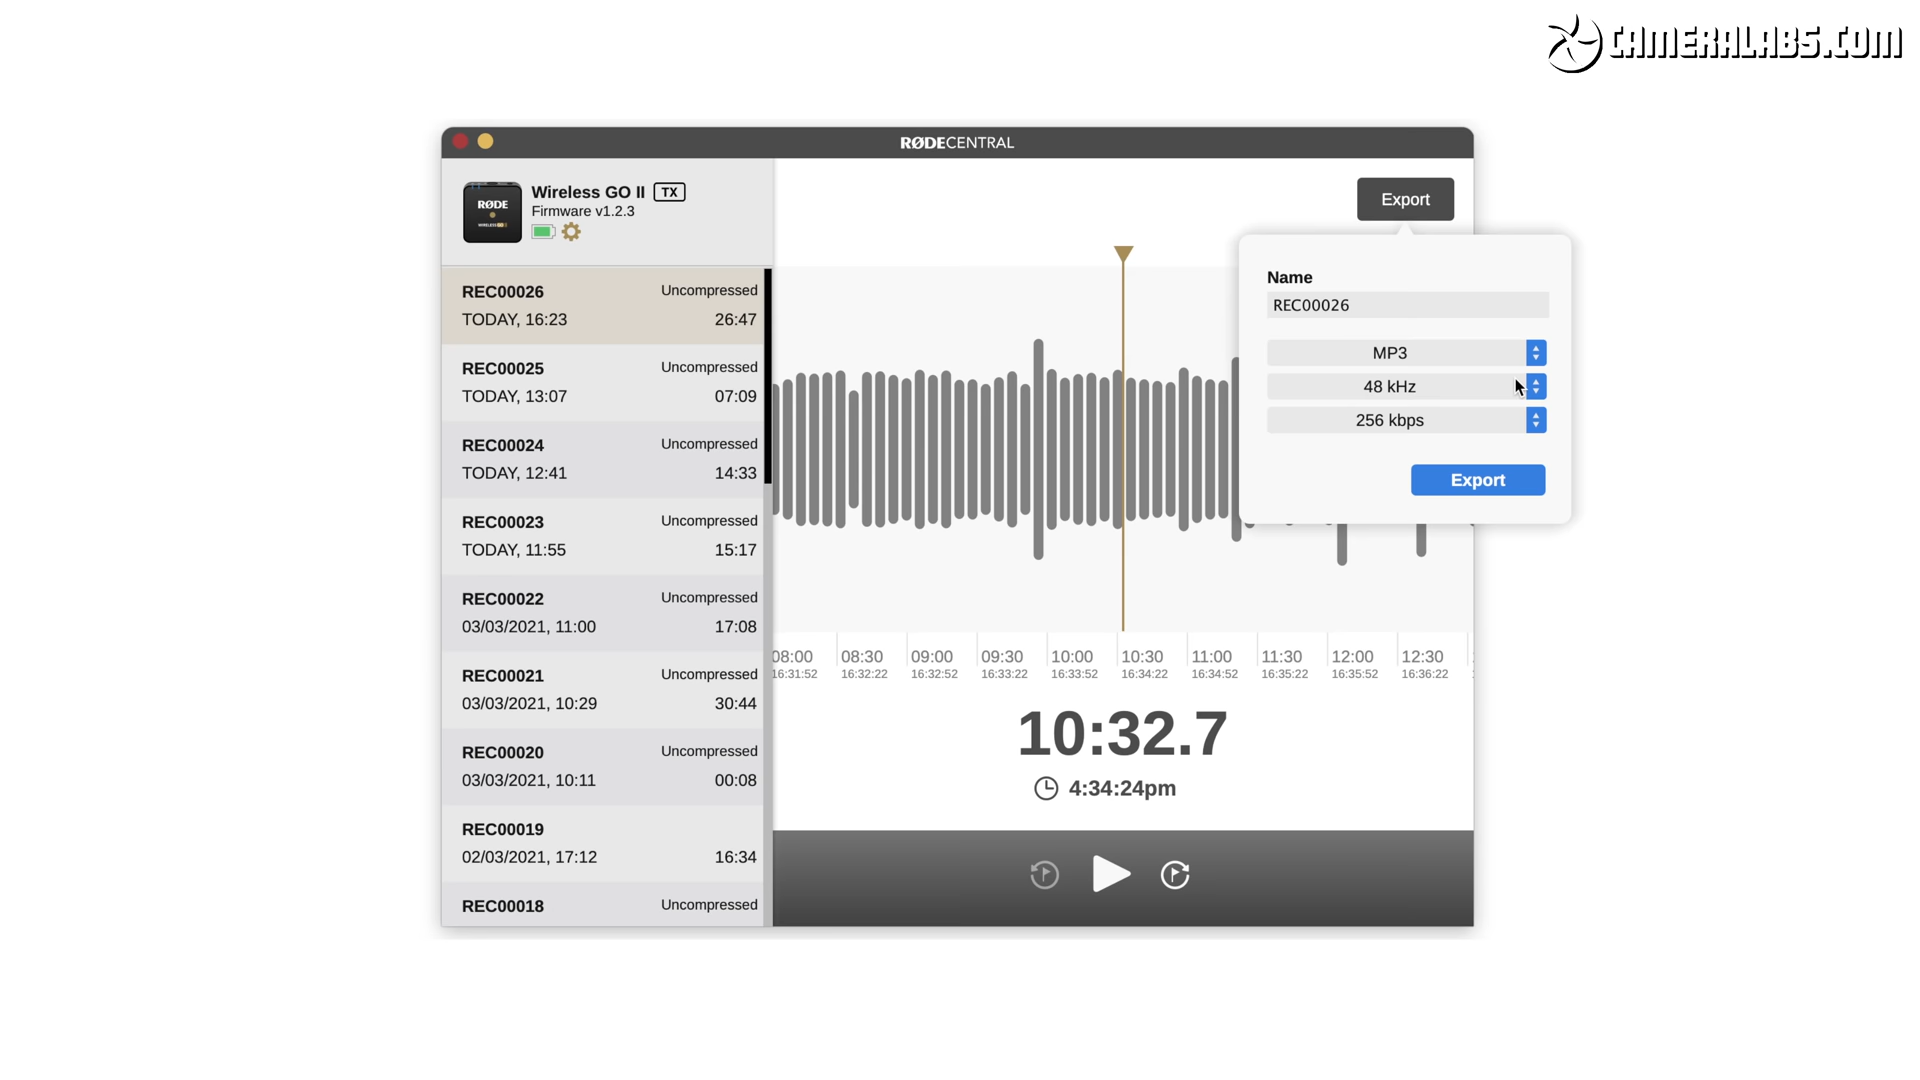 CAMERALABS.COM
RØDECENTRAL
RØDE
Wireless GO II TX
Firmware v1.2.3
Export
REC00026 Uncompressed
TODAY, 16:23 26:47
REC00025 Uncompressed
TODAY, 13:07 07:09
REC00024 Uncompressed
TODAY, 12:41 14:33
REC00023 Uncompressed
TODAY, 11:55 15:17
REC00022 Uncompressed
03/03/2021, 11:00 17:08
REC00021 Uncompressed
03/03/2021, 10:29 30:44
REC00020 Uncompressed
03/03/2021, 10:11 00:08
REC00019
02/03/2021, 17:12 16:34
REC00018 Uncompressed
Name
REC00026
MP3
48 kHz
256 kbps
Export
08:00 08:30 09:00 09:30 10:00 10:30 11:00 11:30 12:00 12:30
16:31:52 16:32:22 16:32:52 16:33:22 16:33:52 16:34:22 16:34:52 16:35:22 16:35:52 16:36:22
10:32.7
4:34:24pm